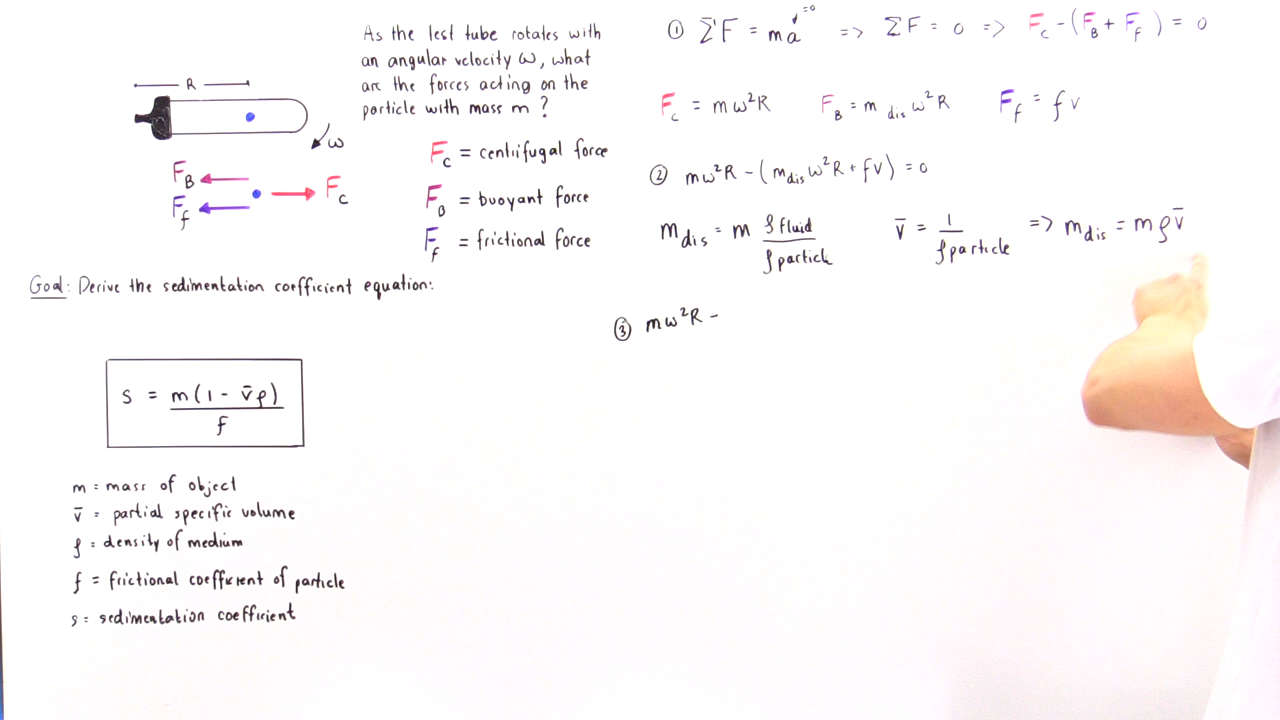 As the test tube rotates with
an angular velocity ω, what
are the forces acting on the
particle with mass m?
R
ω
F_B
F_f
F_C
F_C = centrifugal force
F_B = buoyant force
F_f = frictional force
Goal: Derive the sedimentation coefficient equation:
s = m(1 - v̄ρ) / f
m = mass of object
v̄ = partial specific volume
ρ = density of medium
f = frictional coefficient of particle
s = sedimentation coefficient
① ΣF = ma =0 => ΣF = 0 => F_C - (F_B + F_f) = 0
F_C = mω²R F_B = m_dis ω²R F_f = fv
② mω²R - (m_dis ω²R + fv) = 0
m_dis = m ρfluid / ρparticle v̄ = 1 / ρparticle => m_dis = mρv̄
③ mω²R -